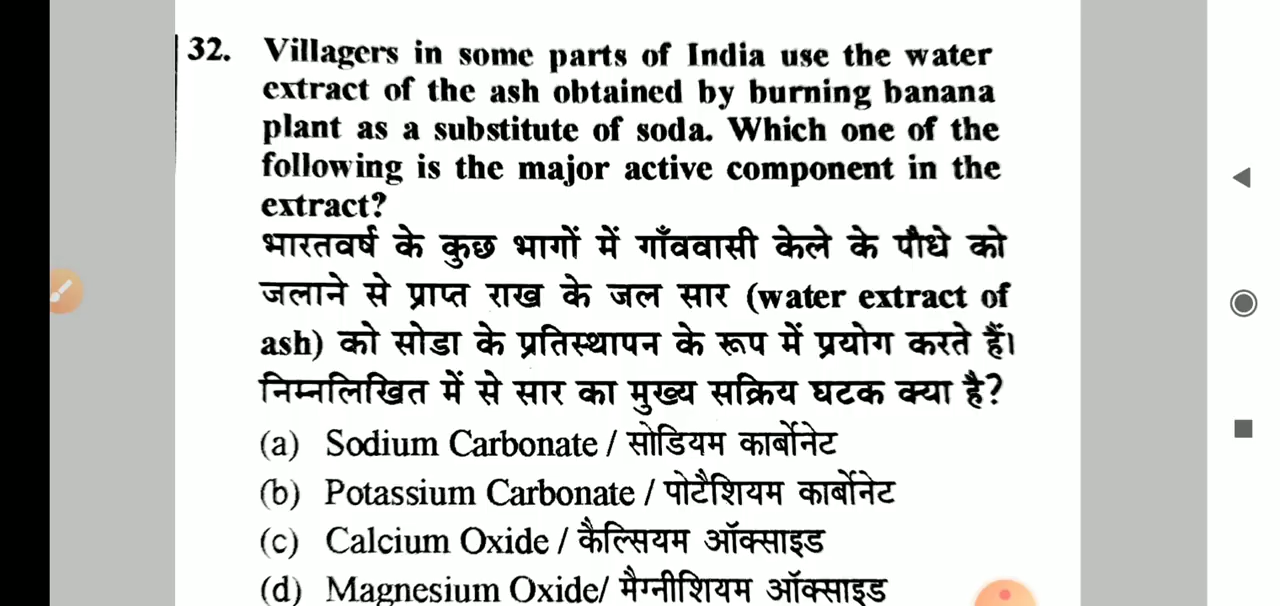 32. Villagers in some parts of India use the water
extract of the ash obtained by burning banana
plant as a substitute of soda. Which one of the
following is the major active component in the
extract?
भारतवर्ष के कुछ भागों में गाँववासी केले के पौधे को
जलाने से प्राप्त राख के जल सार (water extract of
ash) को सोडा के प्रतिस्थापन के रूप में प्रयोग करते हैं।
निम्नलिखित में से सार का मुख्य सक्रिय घटक क्या है?
(a) Sodium Carbonate / सोडियम कार्बोनेट
(b) Potassium Carbonate / पोटैशियम कार्बोनेट
(c) Calcium Oxide / कैल्सियम ऑक्साइड
(d) Magnesium Oxide/ मैग्नीशियम ऑक्साइड